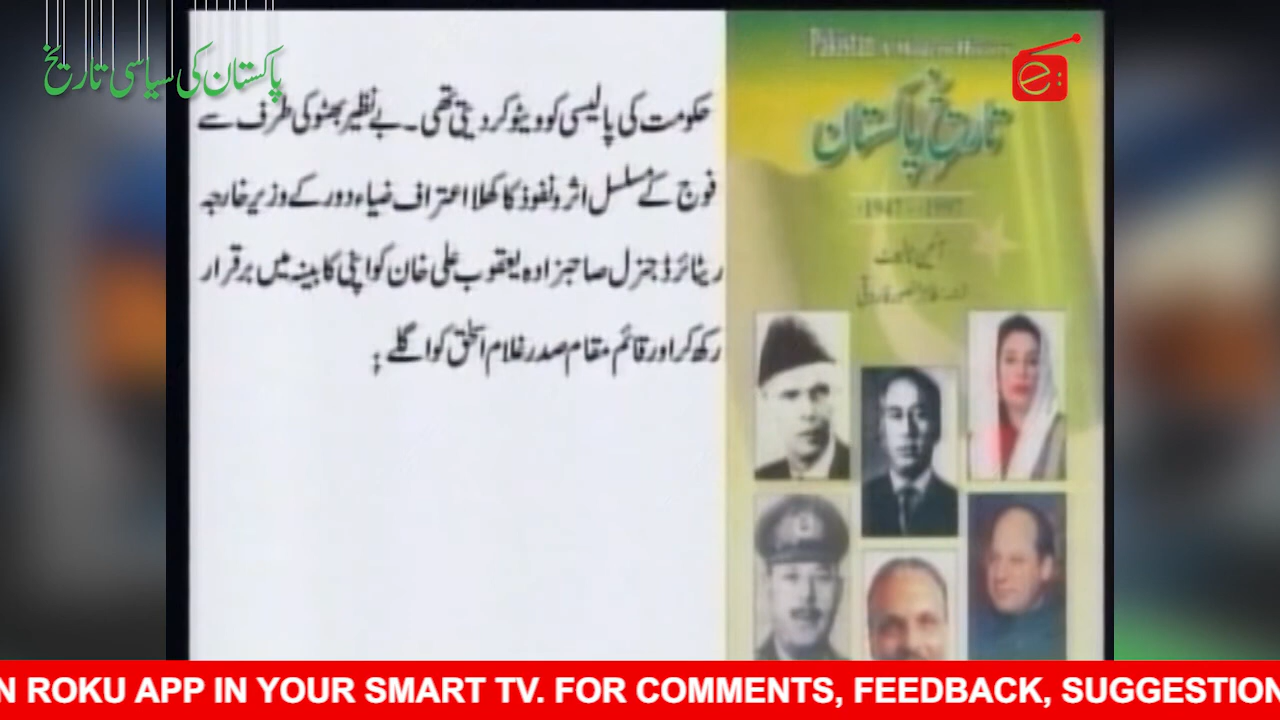 پاکستان کی سیاسی تاریخ
حکومت کی پالیسی کو ویٹو کر دیتی تھی۔ بے نظیر بھٹو کی طرف سے
فوج کے مسلسل اثر و نفوذ کا کھلا اعتراف ضیاء دور کے وزیر خارجہ
ریٹائرڈ جنرل صاحبزادہ یعقوب علی خان کو اپنی کابینہ میں برقرار
رکھ کر اور قائم مقام صدر غلام اسحٰق کو اگلے ;
Pakistan A Modern History
تاریخ پاکستان
1947 - 1997
e:
N ROKU APP IN YOUR SMART TV. FOR COMMENTS, FEEDBACK, SUGGESTION